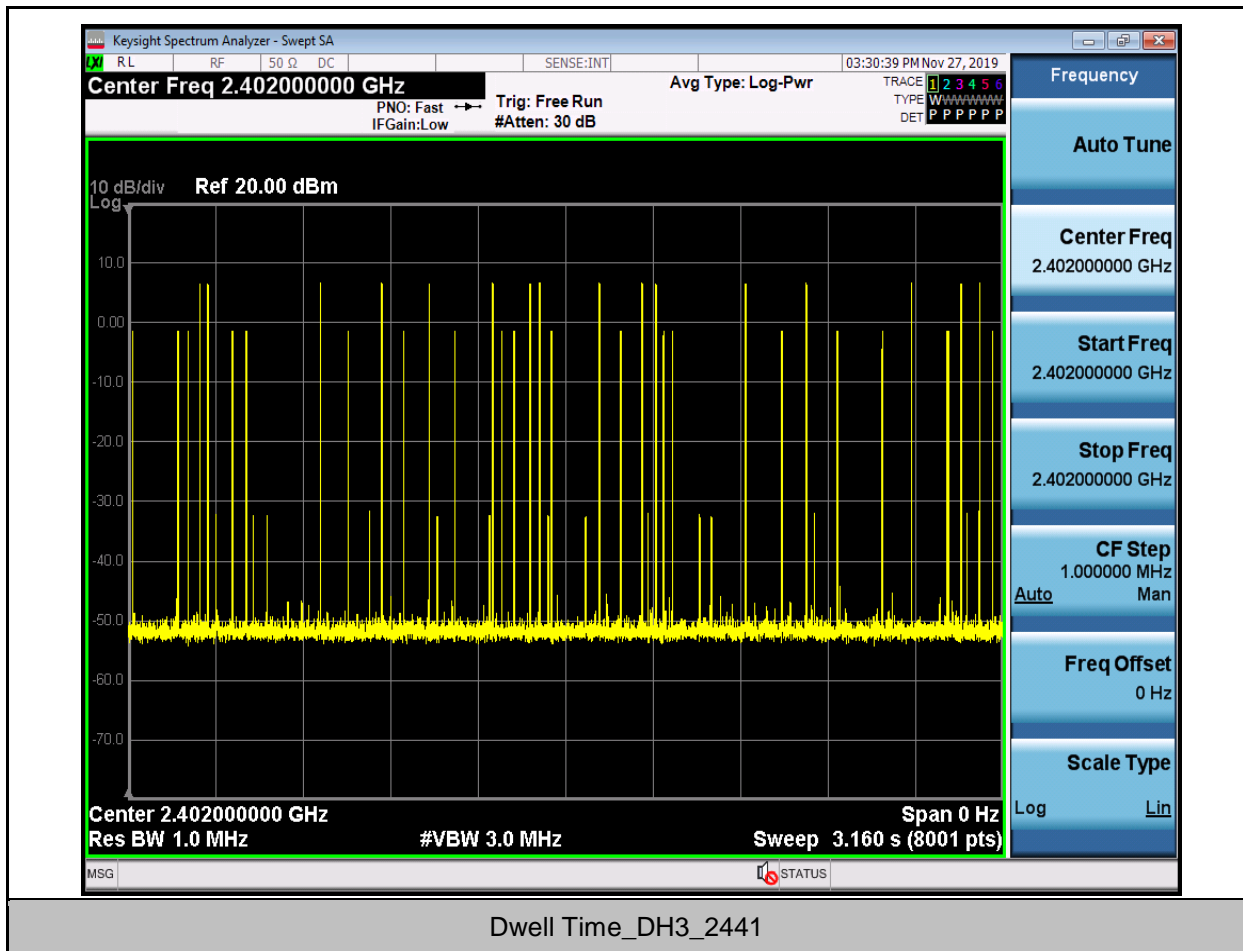 Keysight Spectrum Analyzer - Swept SA
LXI RL RF 50 Ω DC SENSE:INT 03:30:39 PM Nov 27, 2019
Center Freq 2.402000000 GHz
PNO: Fast
IFGain:Low
Trig: Free Run
#Atten: 30 dB
Avg Type: Log-Pwr
TRACE 1 2 3 4 5 6
TYPE WWWWWW
DET P P P P P P
10 dB/div Ref 20.00 dBm
Log
10.0
0.00
-10.0
-20.0
-30.0
-40.0
-50.0
-60.0
-70.0
Center 2.402000000 GHz Span 0 Hz
Res BW 1.0 MHz #VBW 3.0 MHz Sweep 3.160 s (8001 pts)
MSG STATUS
Frequency
Auto Tune
Center Freq
2.402000000 GHz
Start Freq
2.402000000 GHz
Stop Freq
2.402000000 GHz
CF Step
1.000000 MHz
Auto Man
Freq Offset
0 Hz
Scale Type
Log Lin
Dwell Time_DH3_2441